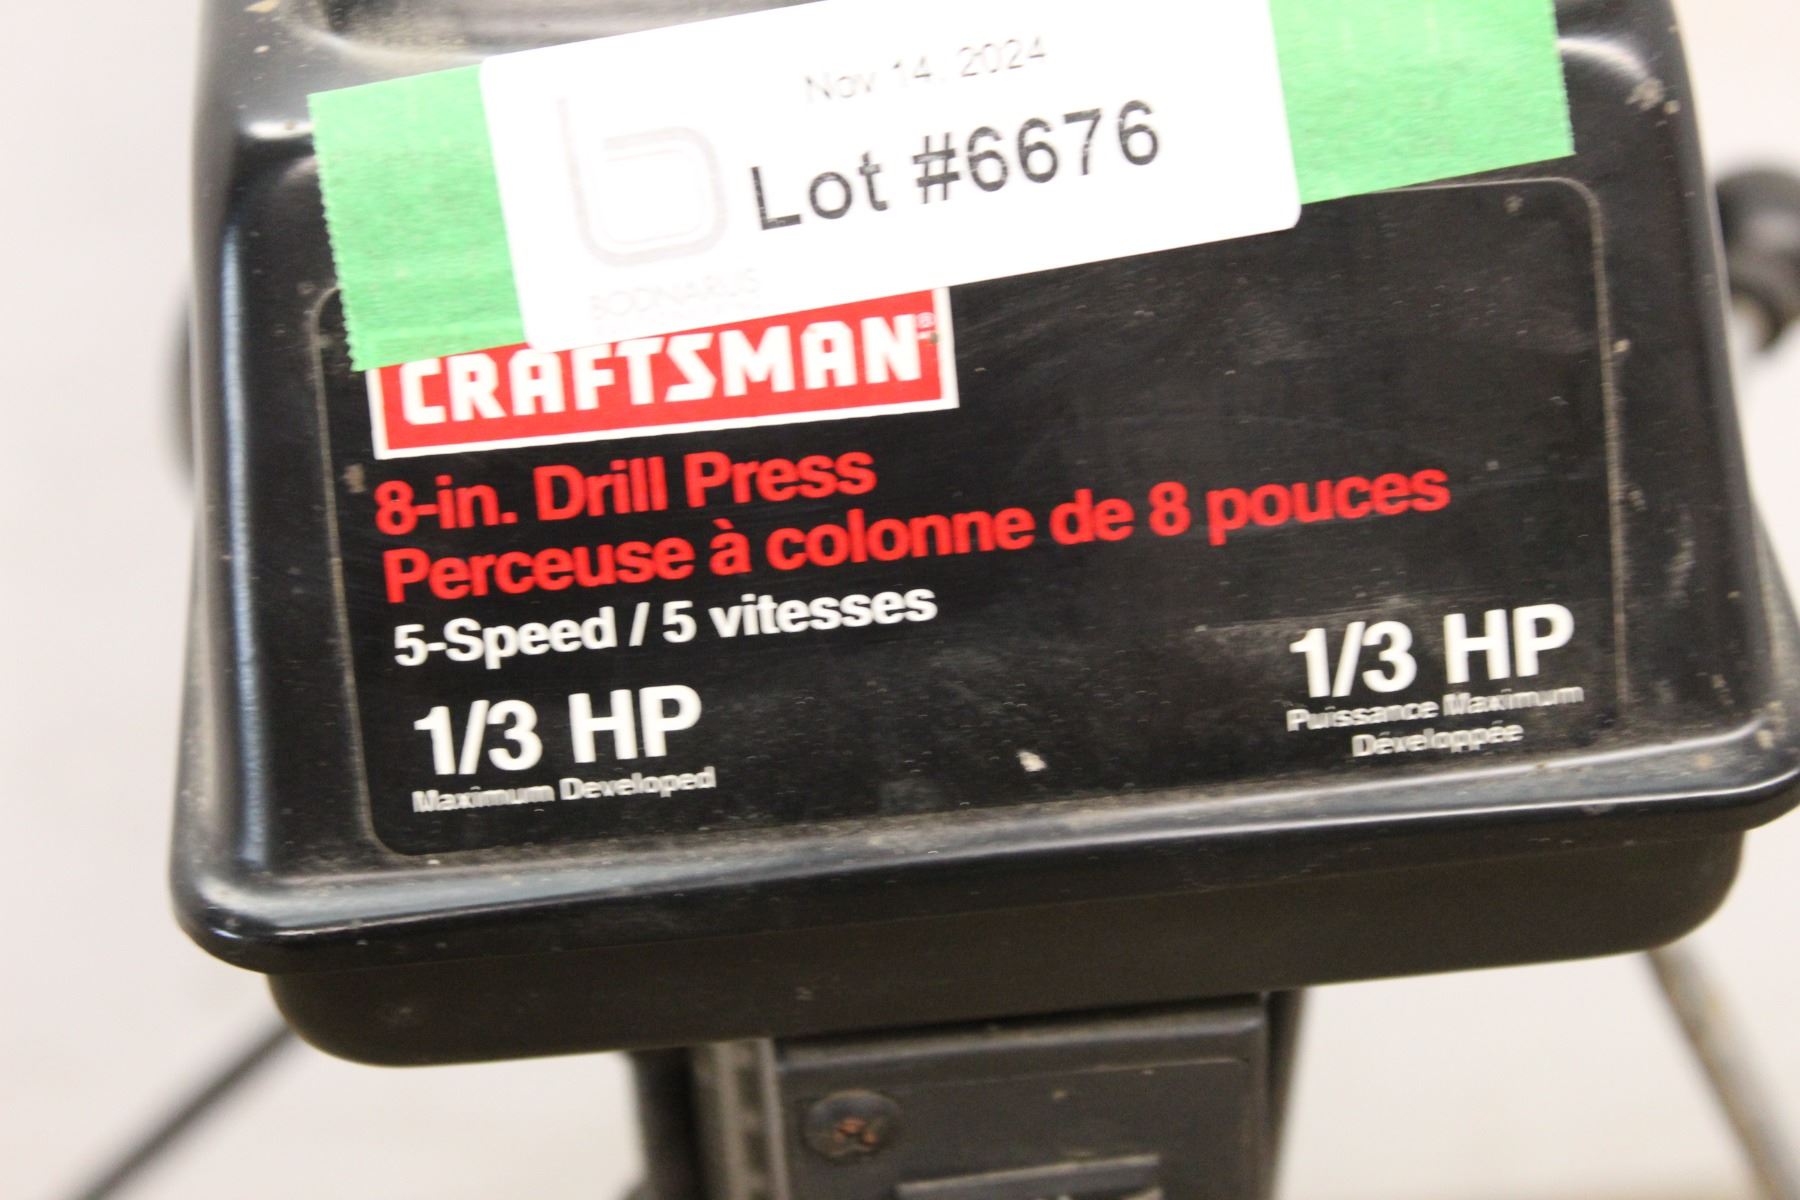 Nov 14, 2024
Lot #6676
BODNARUS
CRAFTSMAN®
8-in. Drill Press
Perceuse à colonne de 8 pouces
5-Speed / 5 vitesses
1/3 HP
Maximum Developed
1/3 HP
Puissance Maximum
Développée